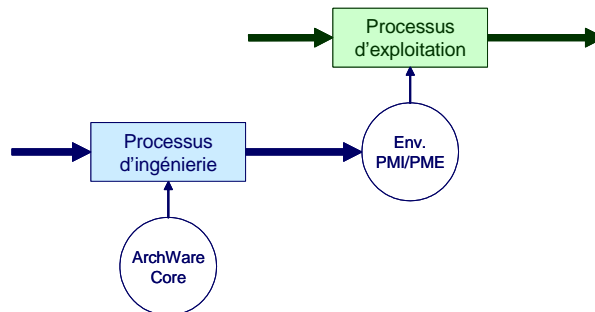 Processus
d'exploitation
Processus
d'ingénierie
Env.
PMI/PME
ArchWare
Core